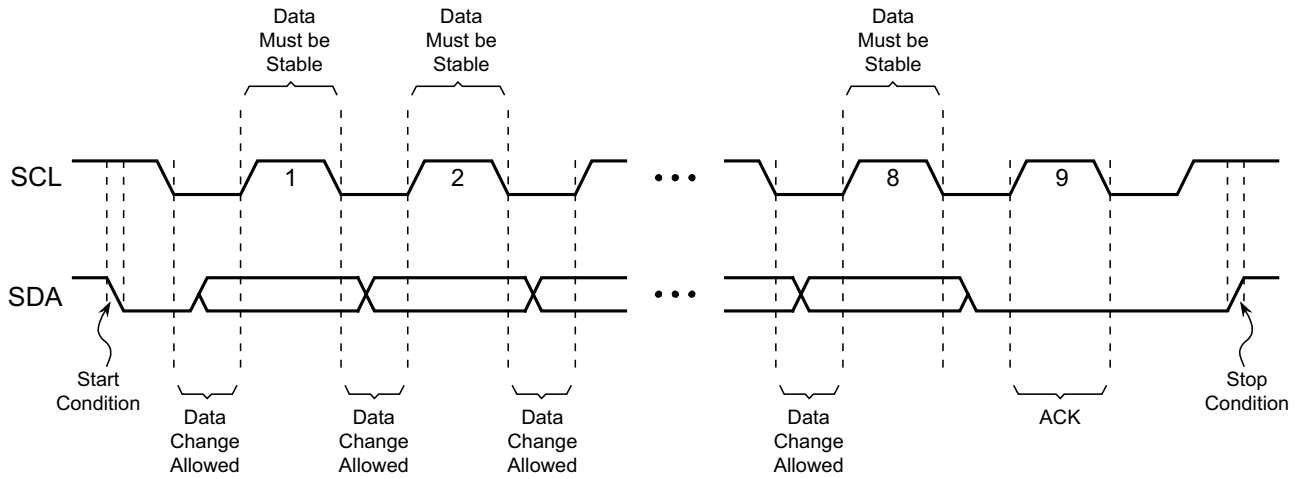 Data
Must be
Stable
Data
Must be
Stable
Data
Must be
Stable
SCL
1
2
•••
8
9
SDA
•••
Start
Condition
Data
Change
Allowed
Data
Change
Allowed
Data
Change
Allowed
Data
Change
Allowed
ACK
Stop
Condition